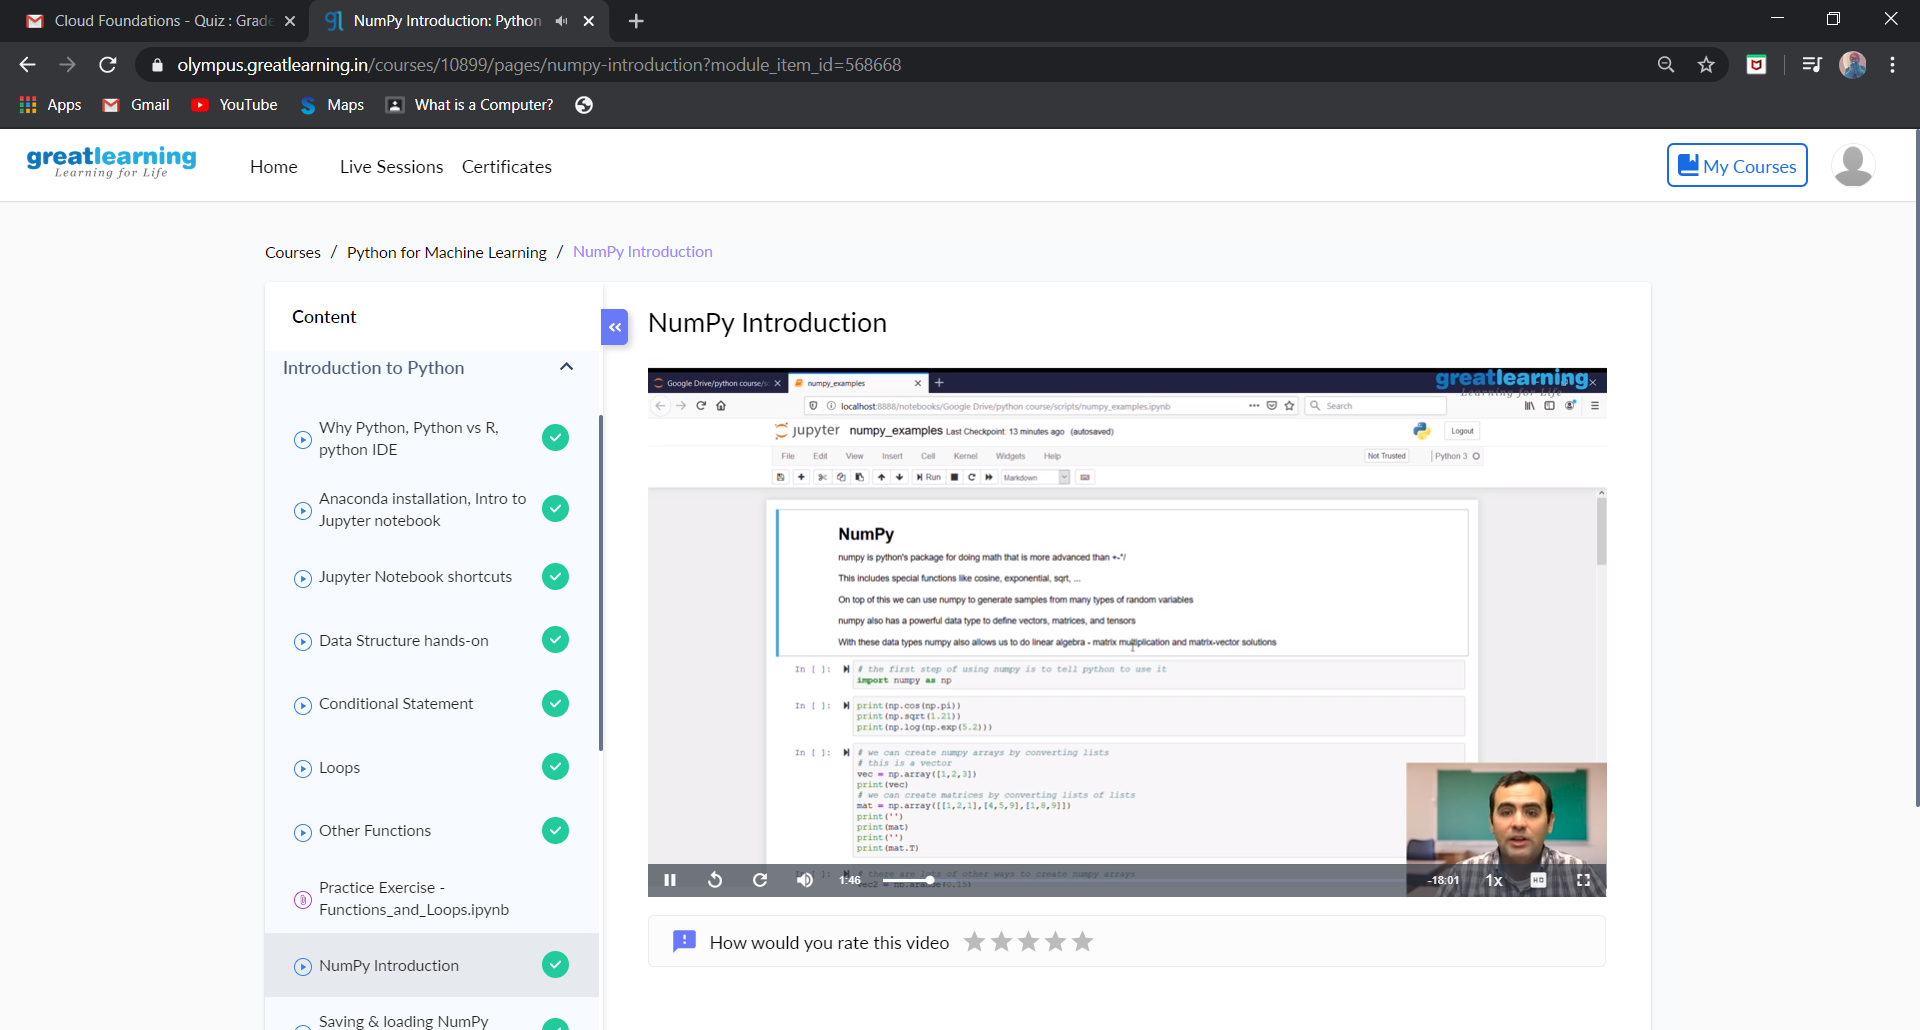 Cloud Foundations - Quiz : Grade
NumPy Introduction: Python
olympus.greatlearning.in/courses/10899/pages/numpy-introduction?module_item_id=568668
Apps
Gmail
YouTube
Maps
What is a Computer?
greatlearning
Learning for Life
Home
Live Sessions
Certificates
My Courses
Courses / Python for Machine Learning / NumPy Introduction
Content
Introduction to Python
Why Python, Python vs R,
python IDE
Anaconda installation, Intro to
Jupyter notebook
Jupyter Notebook shortcuts
Data Structure hands-on
Conditional Statement
Loops
Other Functions
Practice Exercise -
Functions_and_Loops.ipynb
NumPy Introduction
Saving & loading NumPy
NumPy Introduction
Google Drive/python course/sc
numpy_examples
greatlearning
Learning for Life
localhost:8888/notebooks/Google Drive/python course/scripts/numpy_examples.ipynb
Search
jupyter numpy_examples Last Checkpoint: 13 minutes ago (autosaved)
Logout
File Edit View Insert Cell Kernel Widgets Help
Not Trusted
Python 3
Run
Markdown
NumPy
numpy is python's package for doing math that is more advanced than +-*/
This includes special functions like cosine, exponential, sqrt, ...
On top of this we can use numpy to generate samples from many types of random variables
numpy also has a powerful data type to define vectors, matrices, and tensors
With these data types numpy also allows us to do linear algebra - matrix multiplication and matrix-vector solutions
In [ ]: # the first step of using numpy is to tell python to use it
import numpy as np
In [ ]: print(np.cos(np.pi))
print(np.sqrt(1.21))
print(np.log(np.exp(5.2)))
In [ ]: # we can create numpy arrays by converting lists
# this is a vector
vec = np.array([1,2,3])
print(vec)
# we can create matrices by converting lists of lists
mat = np.array([[1,2,1],[4,5,9],[1,8,9]])
print('')
print(mat)
print('')
print(mat.T)
In [ ]: # there are lots of other ways to create numpy arrays
vec2 = np.arange(0,15)
1:46
-18:01
1x
HD
How would you rate this video